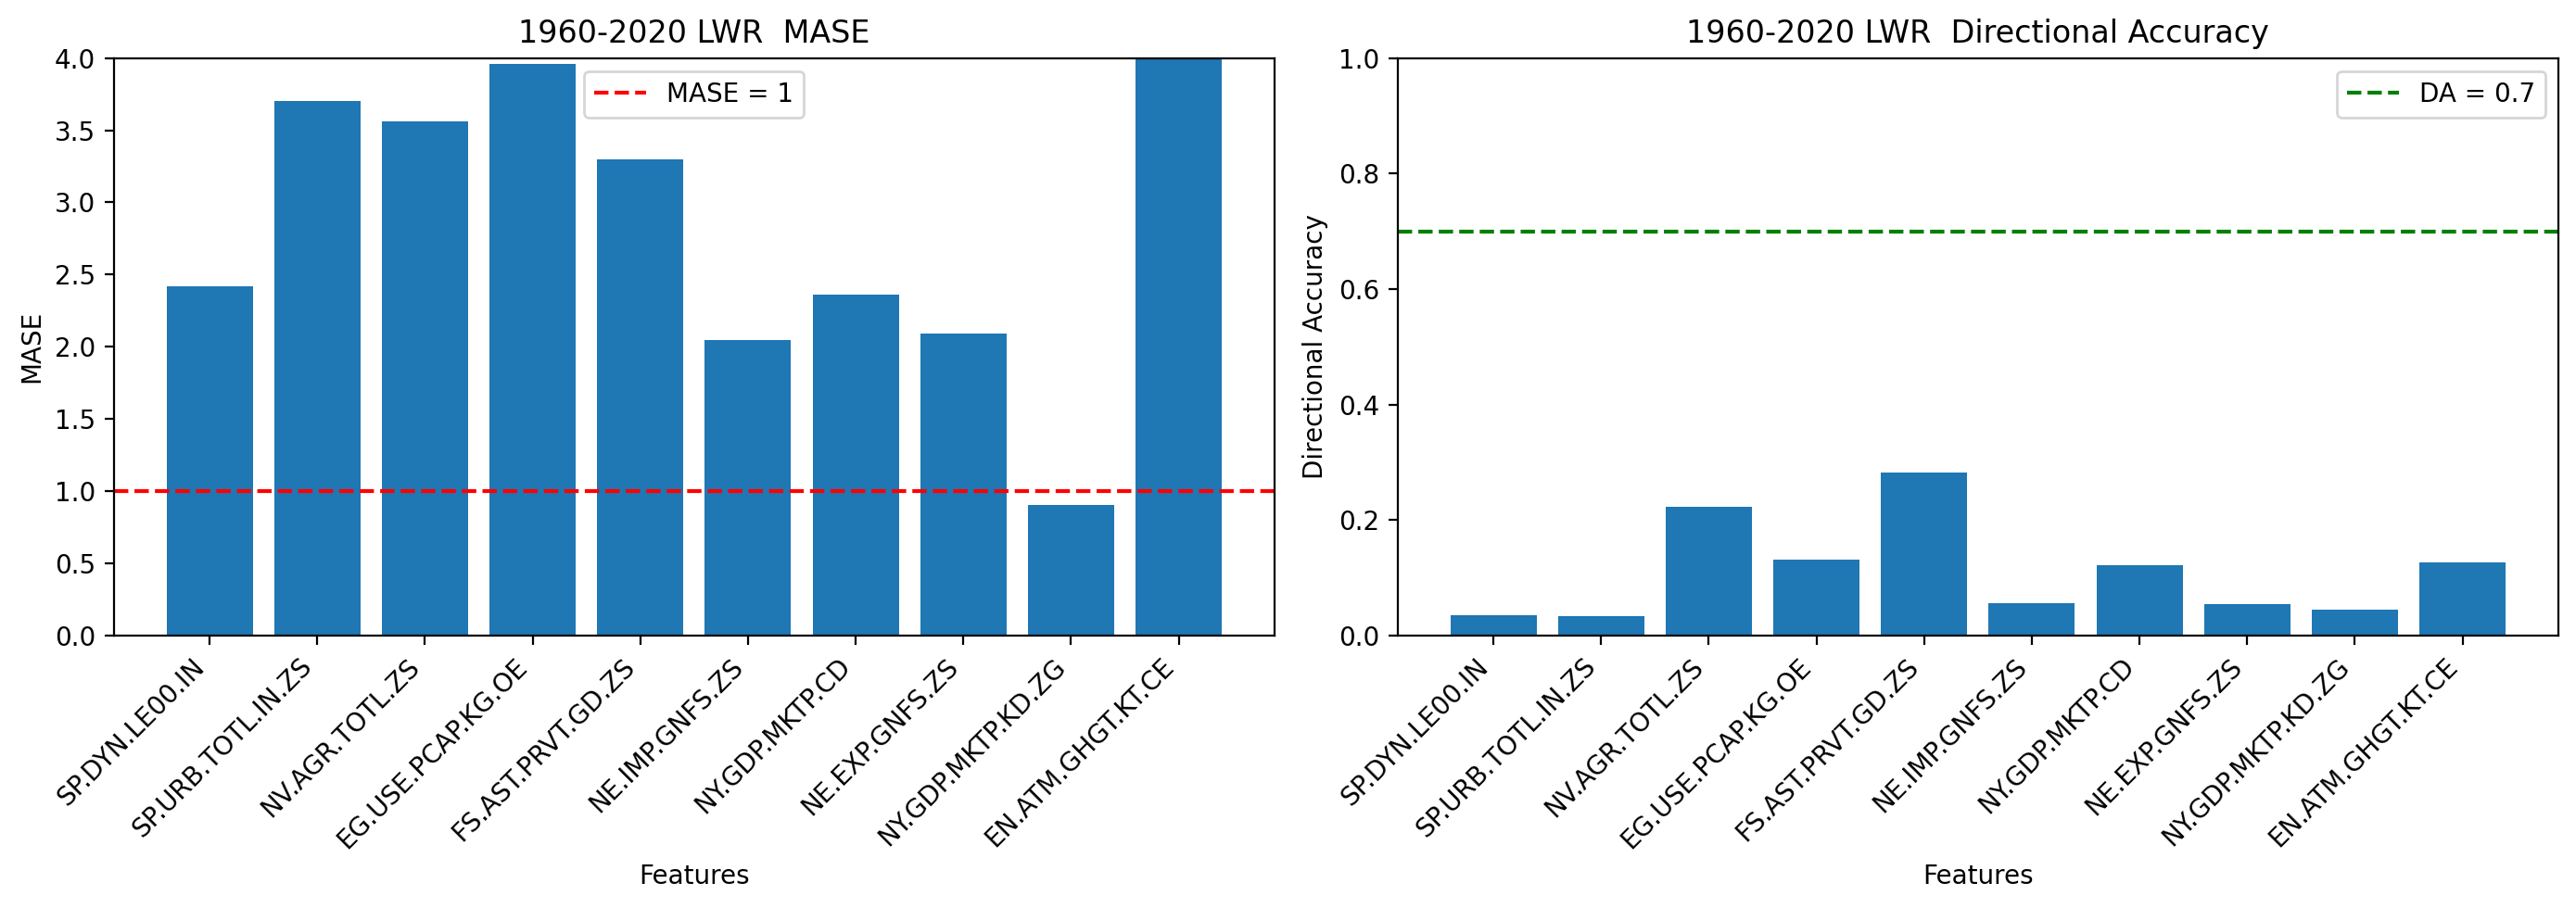 1960-2020 LWR  MASE
MASE
4.0
3.5
3.0
2.5
2.0
1.5
1.0
0.5
0.0
MASE = 1
SP.DYN.LE00.IN
SP.URB.TOTL.IN.ZS
NV.AGR.TOTL.ZS
EG.USE.PCAP.KG.OE
FS.AST.PRVT.GD.ZS
NE.IMP.GNFS.ZS
NY.GDP.MKTP.CD
NE.EXP.GNFS.ZS
NY.GDP.MKTP.KD.ZG
EN.ATM.GHGT.KT.CE
Features
1960-2020 LWR  Directional Accuracy
Directional Accuracy
1.0
0.8
0.6
0.4
0.2
0.0
DA = 0.7
SP.DYN.LE00.IN
SP.URB.TOTL.IN.ZS
NV.AGR.TOTL.ZS
EG.USE.PCAP.KG.OE
FS.AST.PRVT.GD.ZS
NE.IMP.GNFS.ZS
NY.GDP.MKTP.CD
NE.EXP.GNFS.ZS
NY.GDP.MKTP.KD.ZG
EN.ATM.GHGT.KT.CE
Features